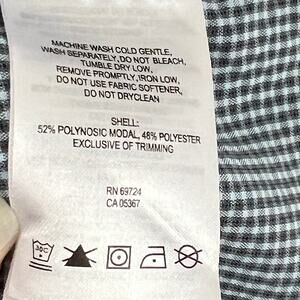 MACHINE WASH COLD GENTLE,
WASH SEPARATELY, DO NOT BLEACH,
TUMBLE DRY LOW,
REMOVE PROMPTLY, IRON LOW,
DO NOT USE FABRIC SOFTENER,
DO NOT DRYCLEAN
SHELL:
52% POLYNOSIC MODAL, 48% POLYESTER
EXCLUSIVE OF TRIMMING
RN 69724
CA 05367
30C